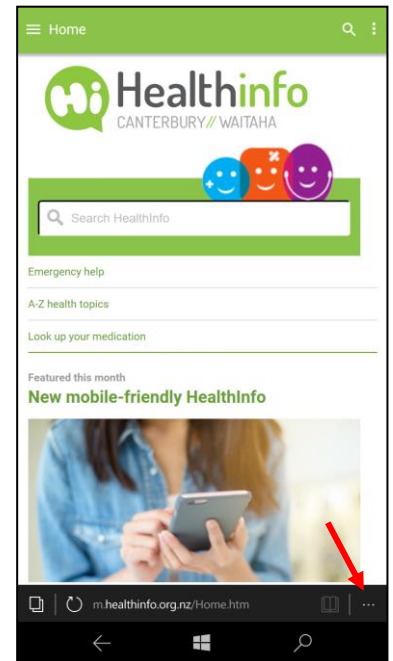 Home
Hi Healthinfo
CANTERBURY//WAITAHA
Search HealthInfo
Emergency help
A-Z health topics
Look up your medication
Featured this month
New mobile-friendly HealthInfo
m.healthinfo.org.nz/Home.htm